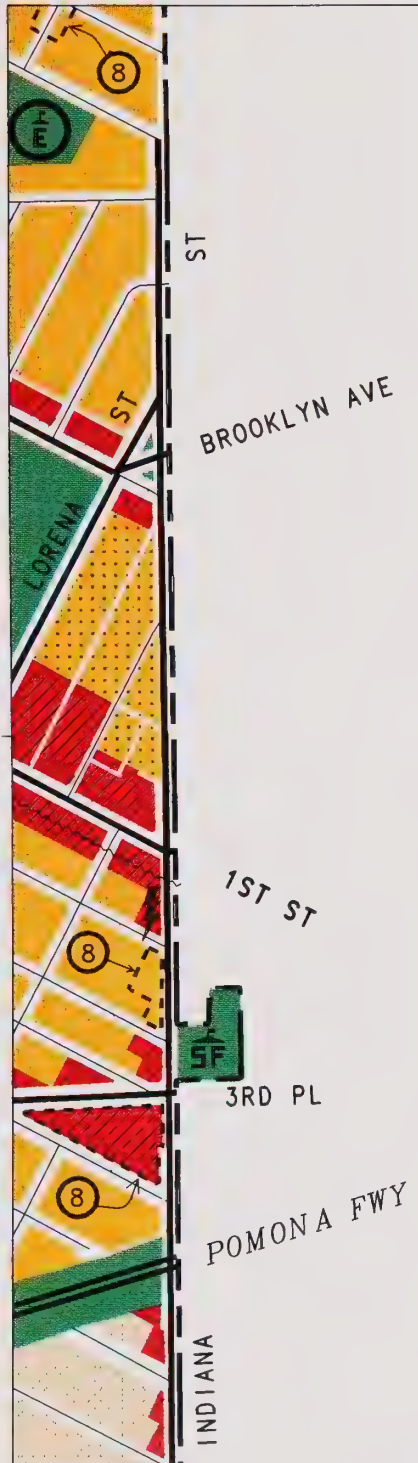 8
E
ST
BROOKLYN AVE
ST
LORENA
1ST ST
8
SF
3RD PL
8
POMONA FWY
INDIANA